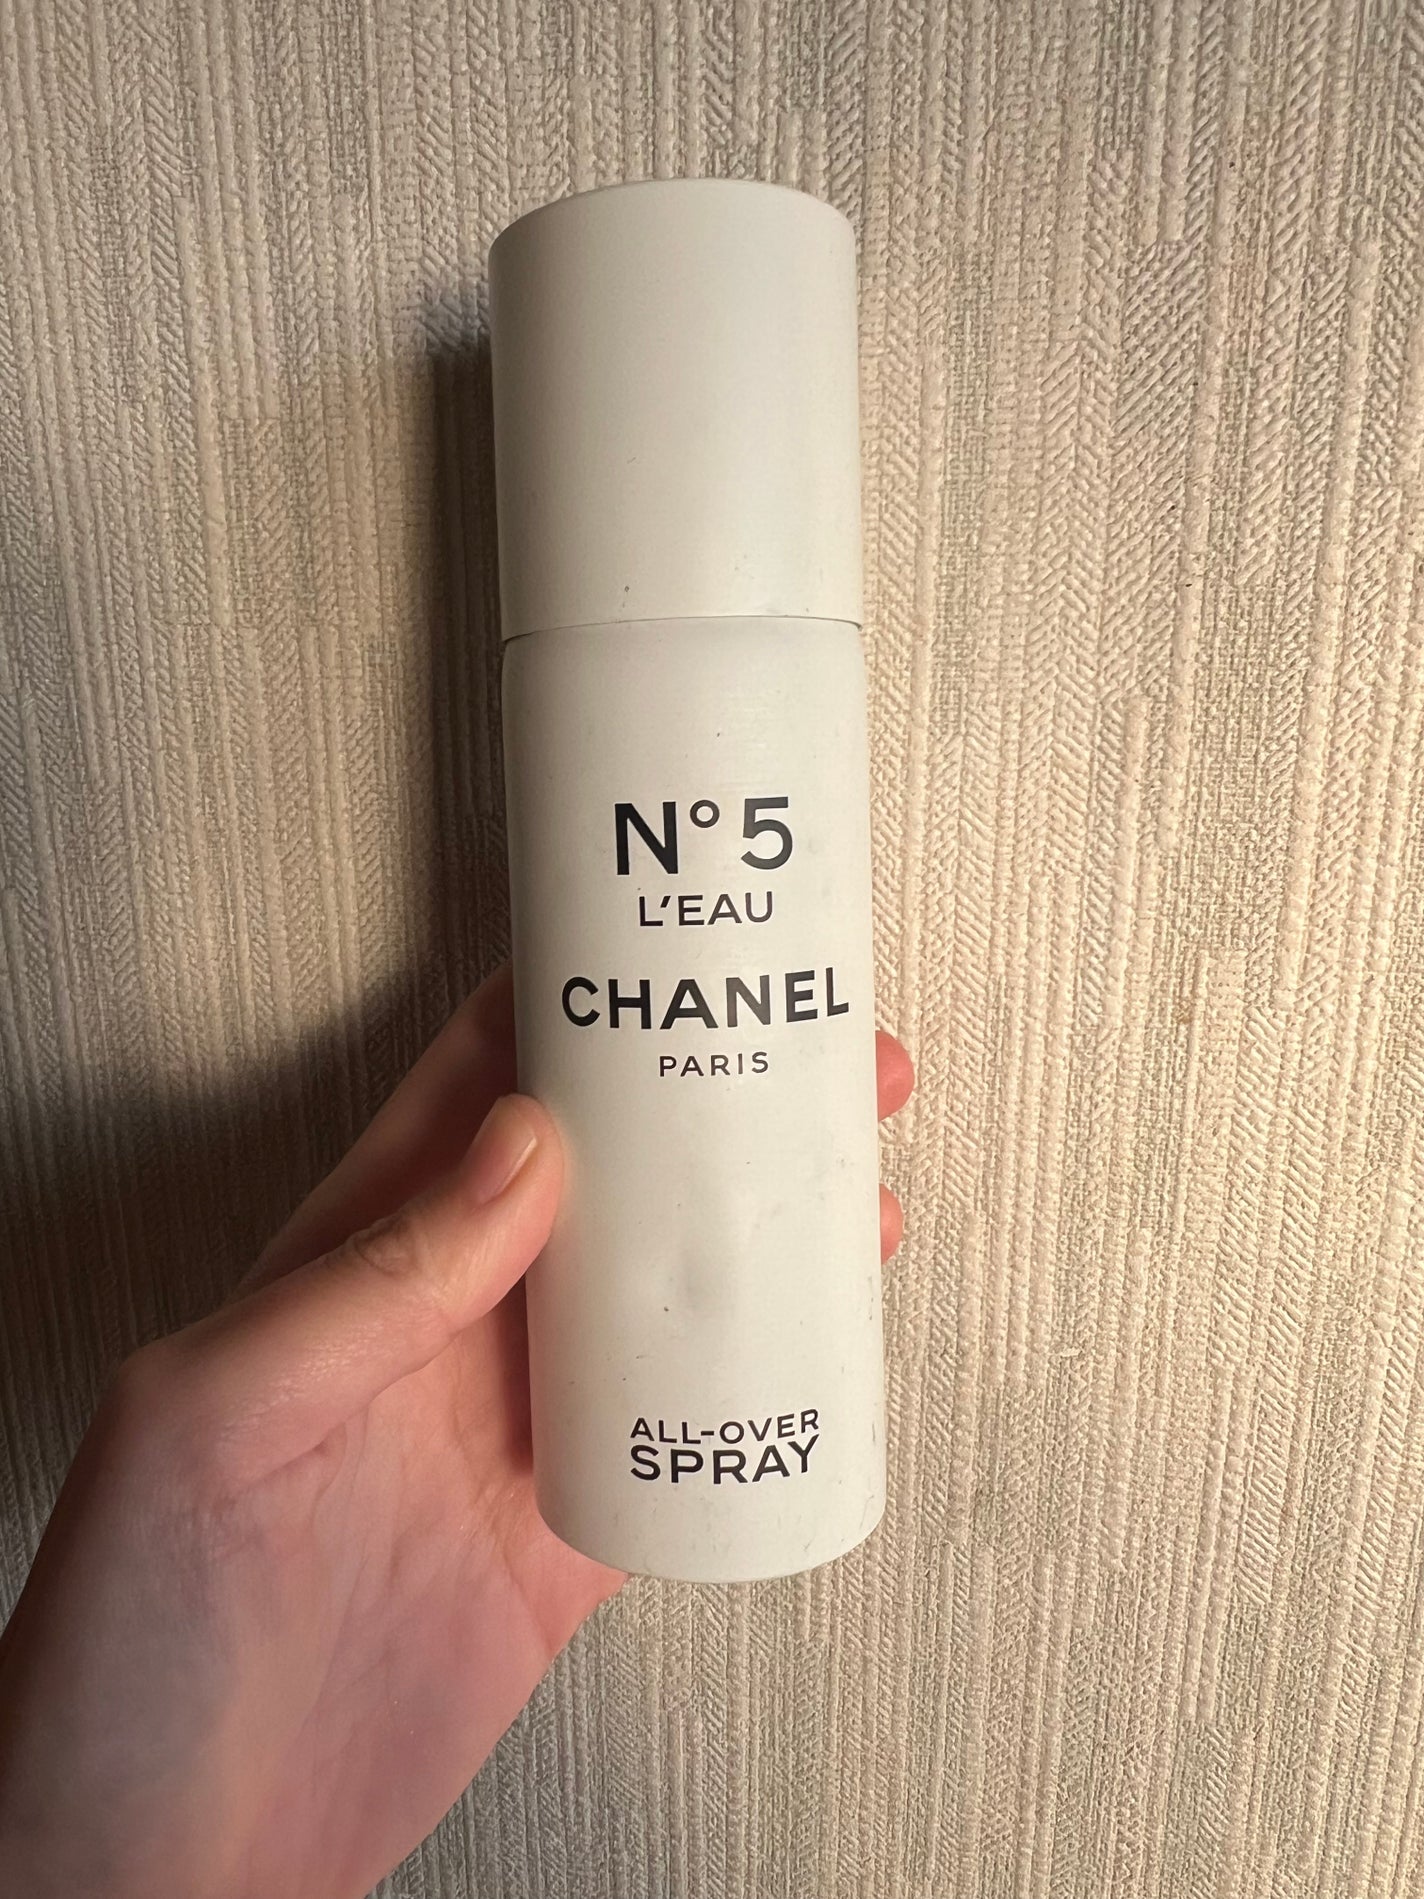 N° 5
L'EAU
CHANEL
PARIS
ALL-OVER
SPRAY